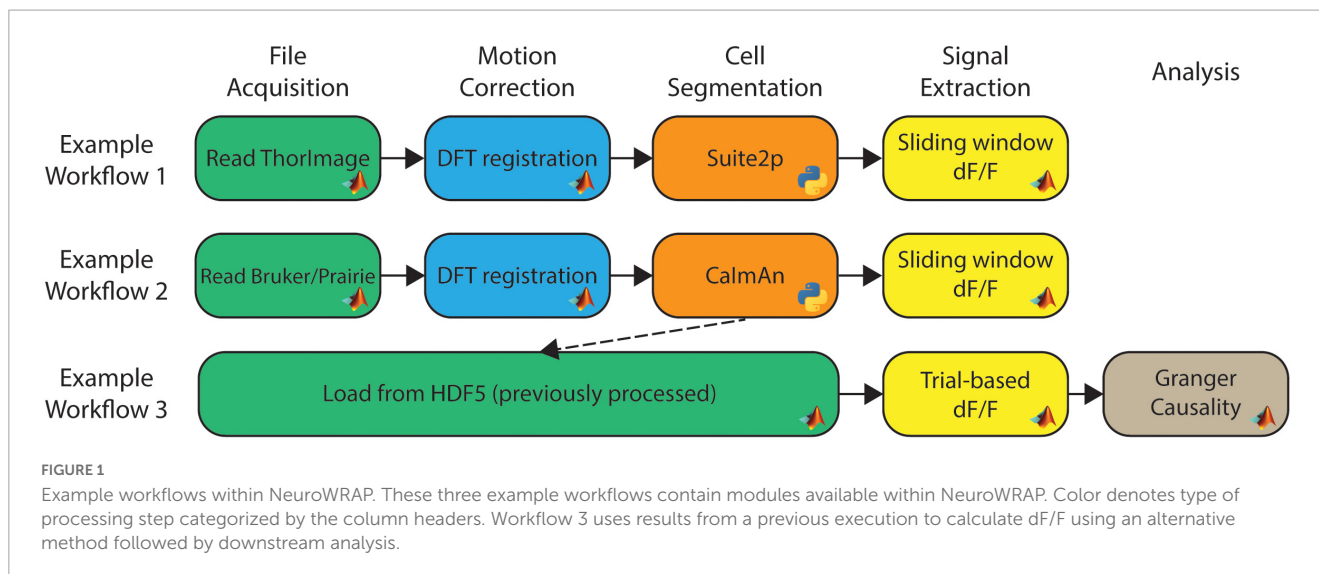 File
Acquisition
Motion
Correction
Cell
Segmentation
Signal
Extraction
Analysis
Example
Workflow 1
Read ThorImage
DFT registration
Suite2p
Sliding window
dF/F
Example
Workflow 2
Read Bruker/Prairie
DFT registration
CaImAn
Sliding window
dF/F
Example
Workflow 3
Load from HDF5 (previously processed)
Trial-based
dF/F
Granger
Causality
FIGURE 1
Example workflows within NeuroWRAP. These three example workflows contain modules available within NeuroWRAP. Color denotes type of
processing step categorized by the column headers. Workflow 3 uses results from a previous execution to calculate dF/F using an alternative
method followed by downstream analysis.